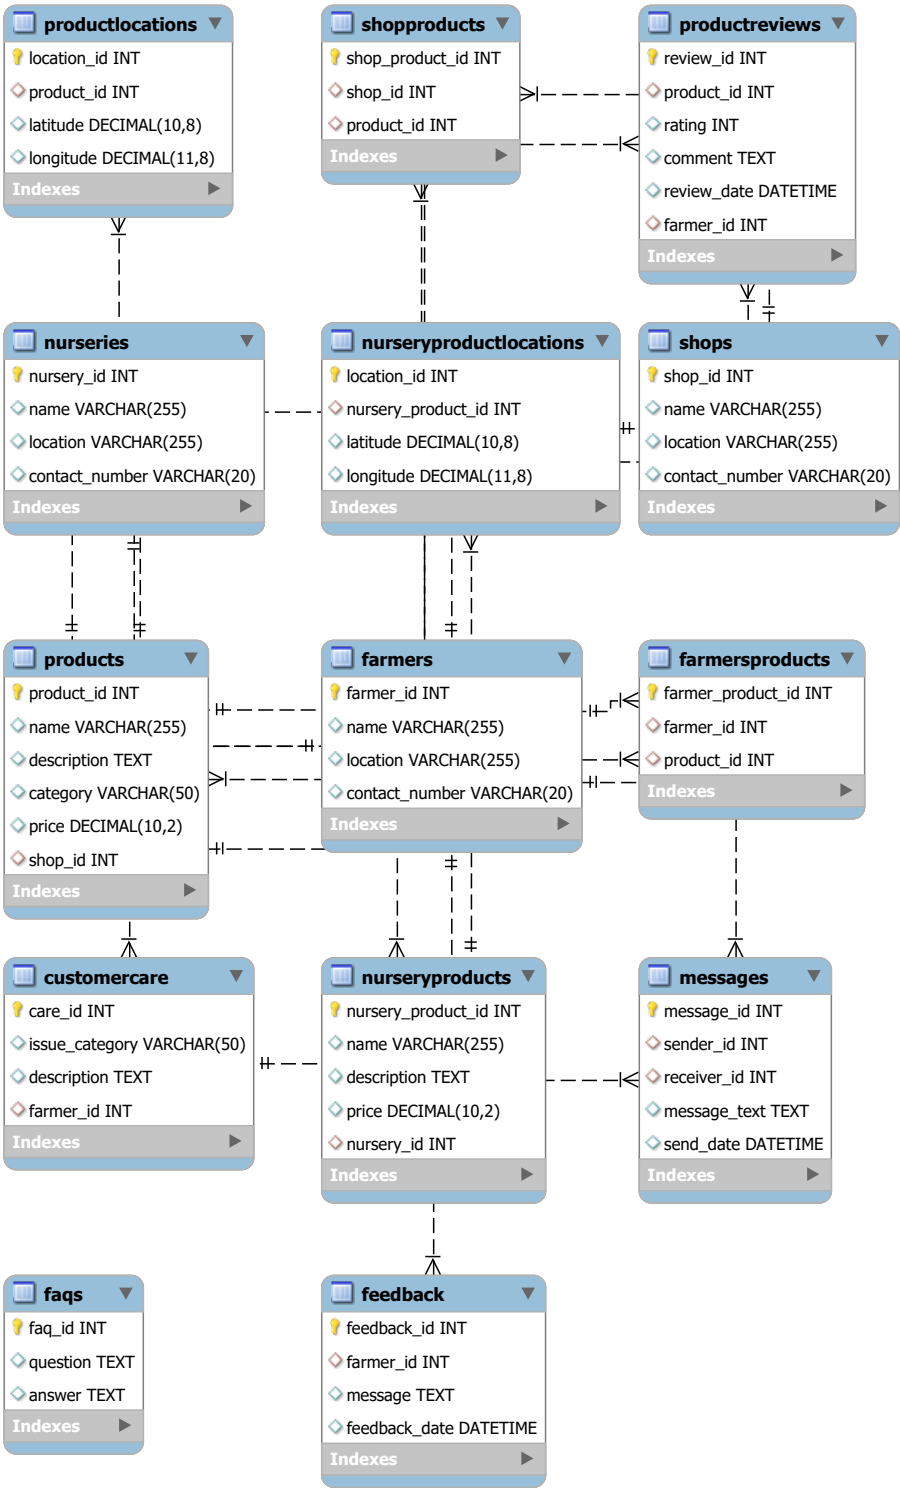 productlocations
location_id INT
product_id INT
latitude DECIMAL(10,8)
longitude DECIMAL(11,8)
Indexes
shopproducts
shop_product_id INT
shop_id INT
product_id INT
Indexes
productreviews
review_id INT
product_id INT
rating INT
comment TEXT
review_date DATETIME
farmer_id INT
Indexes
nurseries
nursery_id INT
name VARCHAR(255)
location VARCHAR(255)
contact_number VARCHAR(20)
Indexes
nurseryproductlocations
location_id INT
nursery_product_id INT
latitude DECIMAL(10,8)
longitude DECIMAL(11,8)
Indexes
shops
shop_id INT
name VARCHAR(255)
location VARCHAR(255)
contact_number VARCHAR(20)
Indexes
products
product_id INT
name VARCHAR(255)
description TEXT
category VARCHAR(50)
price DECIMAL(10,2)
shop_id INT
Indexes
farmers
farmer_id INT
name VARCHAR(255)
location VARCHAR(255)
contact_number VARCHAR(20)
Indexes
farmersproducts
farmer_product_id INT
farmer_id INT
product_id INT
Indexes
customercare
care_id INT
issue_category VARCHAR(50)
description TEXT
farmer_id INT
Indexes
nurseryproducts
nursery_product_id INT
name VARCHAR(255)
description TEXT
price DECIMAL(10,2)
nursery_id INT
Indexes
messages
message_id INT
sender_id INT
receiver_id INT
message_text TEXT
send_date DATETIME
Indexes
faqs
faq_id INT
question TEXT
answer TEXT
Indexes
feedback
feedback_id INT
farmer_id INT
message TEXT
feedback_date DATETIME
Indexes